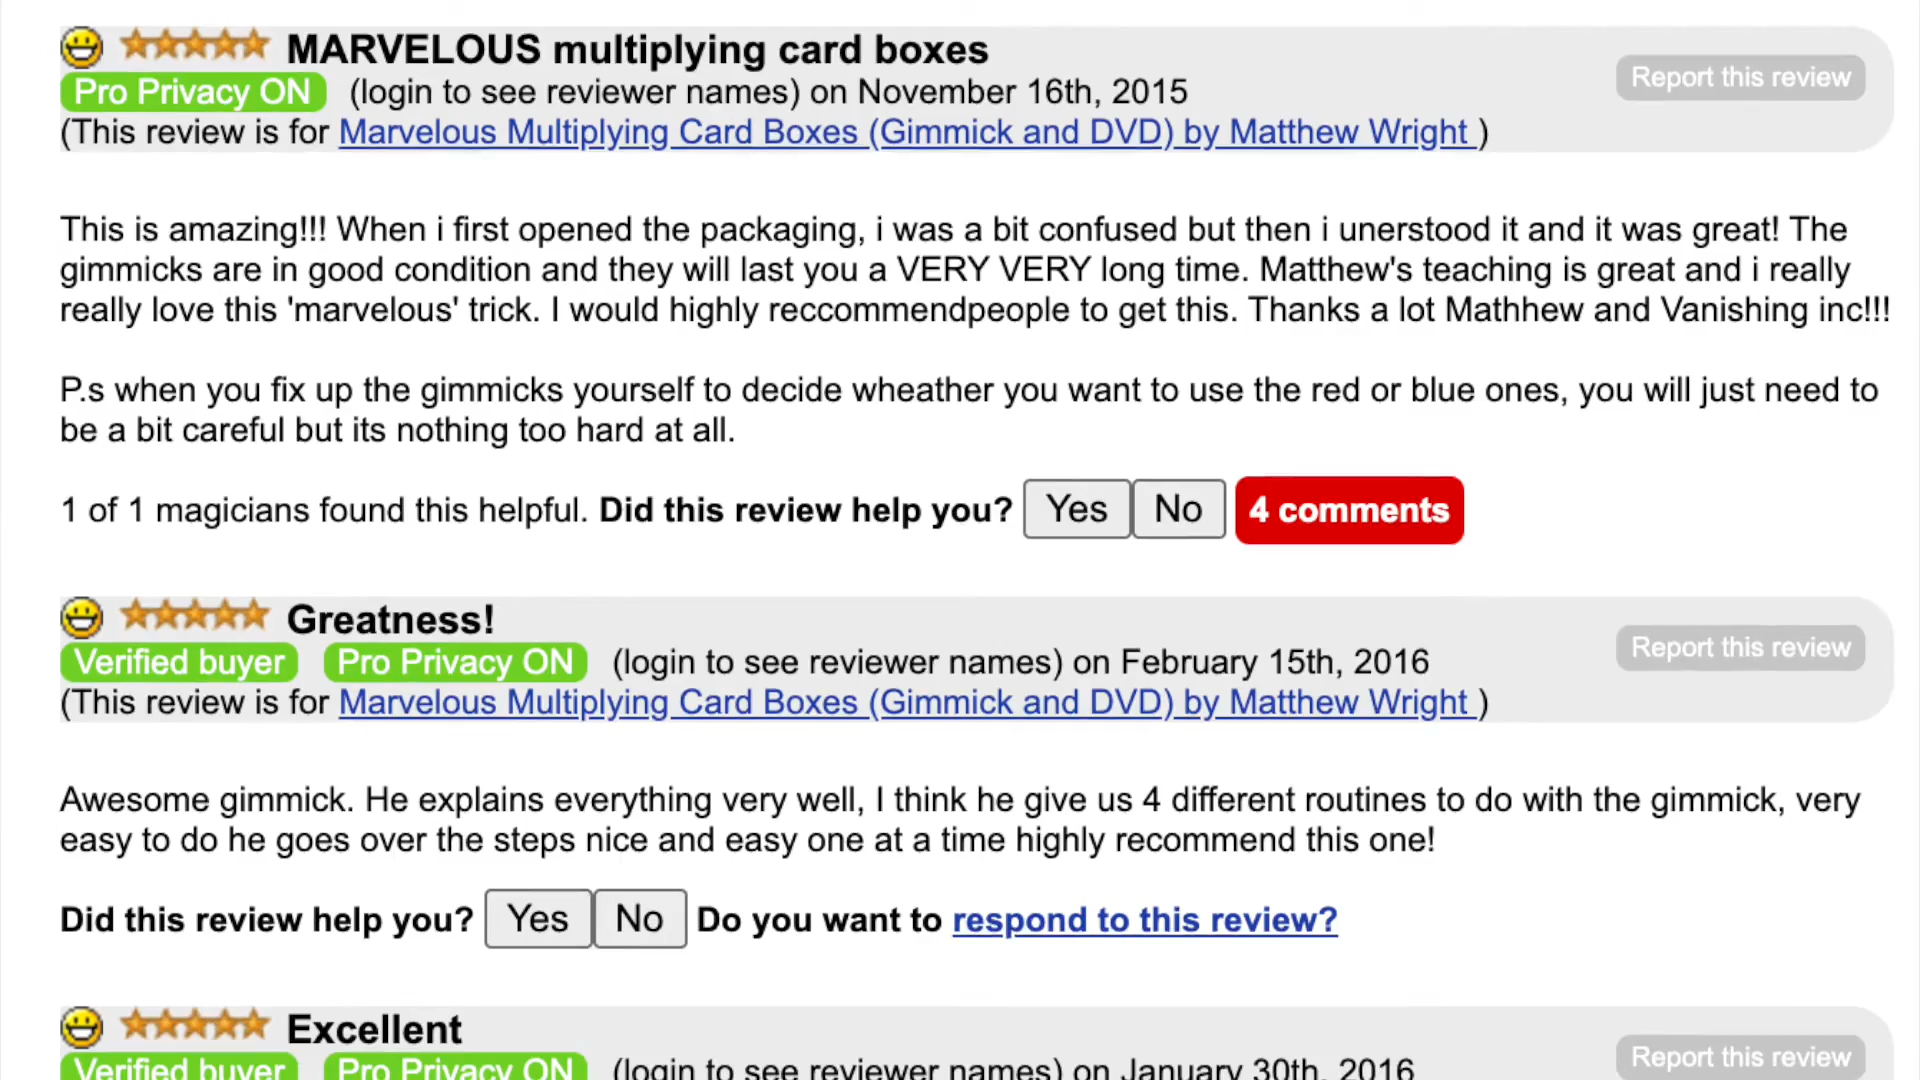 MARVELOUS multiplying card boxes
Report this review
Pro Privacy ON (login to see reviewer names) on November 16th, 2015
(This review is for Marvelous Multiplying Card Boxes (Gimmick and DVD) by Matthew Wright )
This is amazing!!! When i first opened the packaging, i was a bit confused but then i unerstood it and it was great! The
gimmicks are in good condition and they will last you a VERY VERY long time. Matthew's teaching is great and i really
really love this 'marvelous' trick. I would highly reccommendpeople to get this. Thanks a lot Mathhew and Vanishing inc!!!
P.s when you fix up the gimmicks yourself to decide wheather you want to use the red or blue ones, you will just need to
be a bit careful but its nothing too hard at all.
1 of 1 magicians found this helpful. Did this review help you? Yes No 4 comments
Greatness!
Report this review
Verified buyer Pro Privacy ON (login to see reviewer names) on February 15th, 2016
(This review is for Marvelous Multiplying Card Boxes (Gimmick and DVD) by Matthew Wright )
Awesome gimmick. He explains everything very well, I think he give us 4 different routines to do with the gimmick, very
easy to do he goes over the steps nice and easy one at a time highly recommend this one!
Did this review help you? Yes No Do you want to respond to this review?
Excellent
Report this review
Verified buyer Pro Privacy ON (login to see reviewer names) on January 30th, 2016